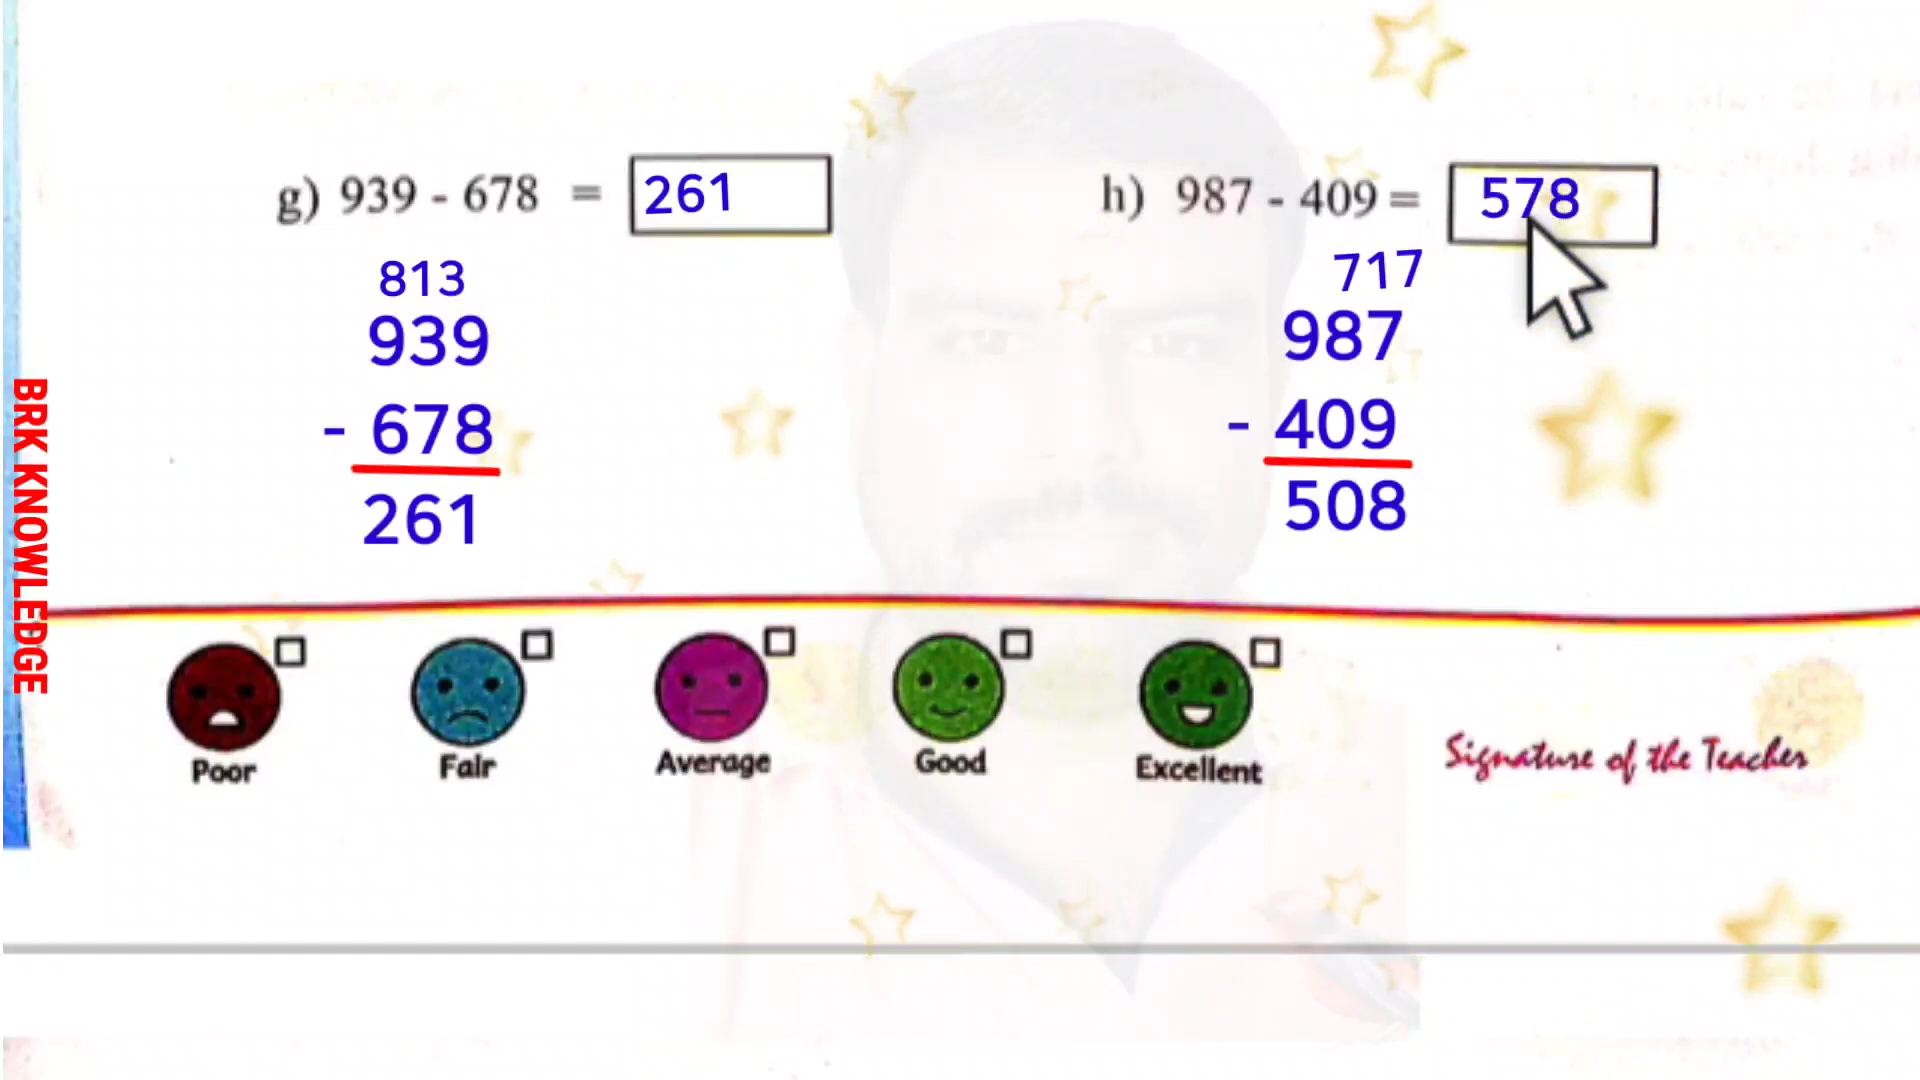 g) 939 - 678 = 261
813
939
- 678
261
h) 987 - 409 = 578
717
987
- 409
508
BRK KNOWLEDGE
Poor
Fair
Average
Good
Excellent
Signature of the Teacher